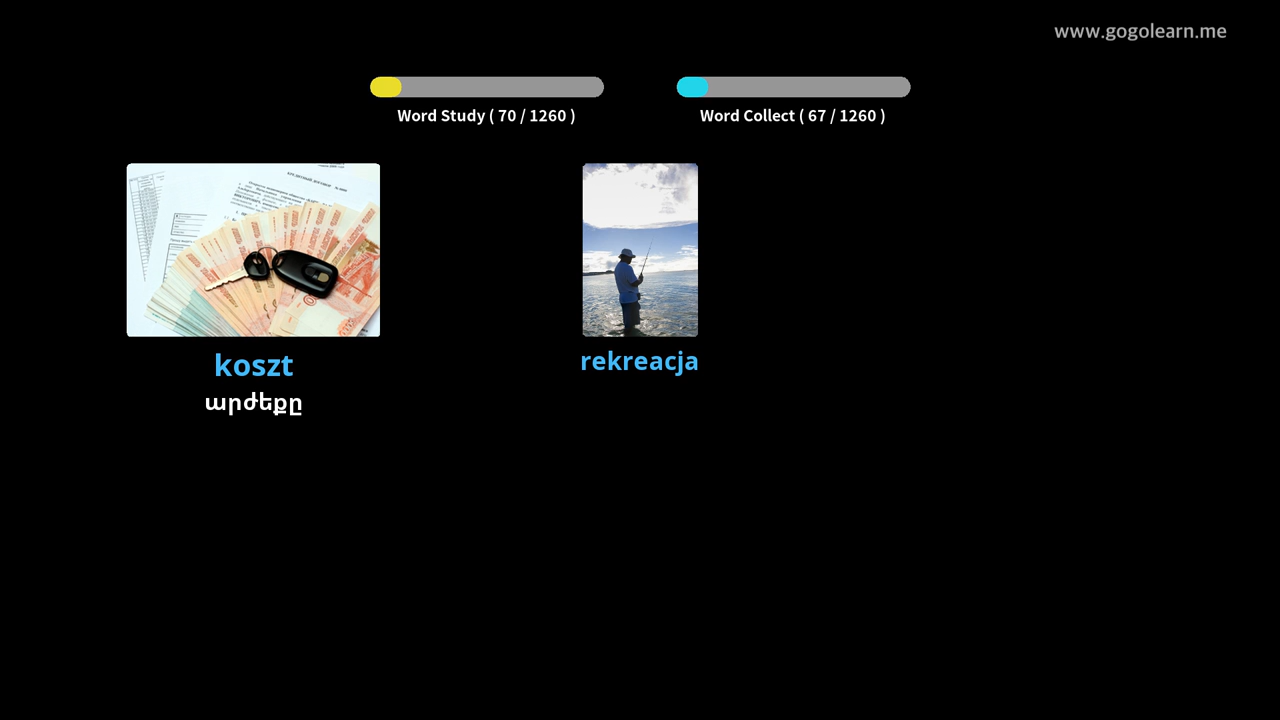 www.gogolearn.me
Word Study ( 70 / 1260 )
Word Collect ( 67 / 1260 )
koszt
արժեքը
rekreacja